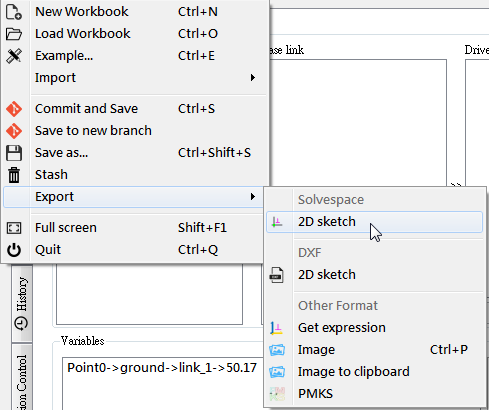 New Workbook Ctrl+N
Load Workbook Ctrl+O
Example... Ctrl+E
Import
Commit and Save Ctrl+S
Save to new branch
Save as... Ctrl+Shift+S
Stash
Export
Full screen Shift+F1
Quit Ctrl+Q
Solvespace
2D sketch
DXF
2D sketch
Other Format
Get expression
Image Ctrl+P
Image to clipboard
PMKS
link
Drive
>>
History
Control
Variables
Point0->ground->link_1->50.17